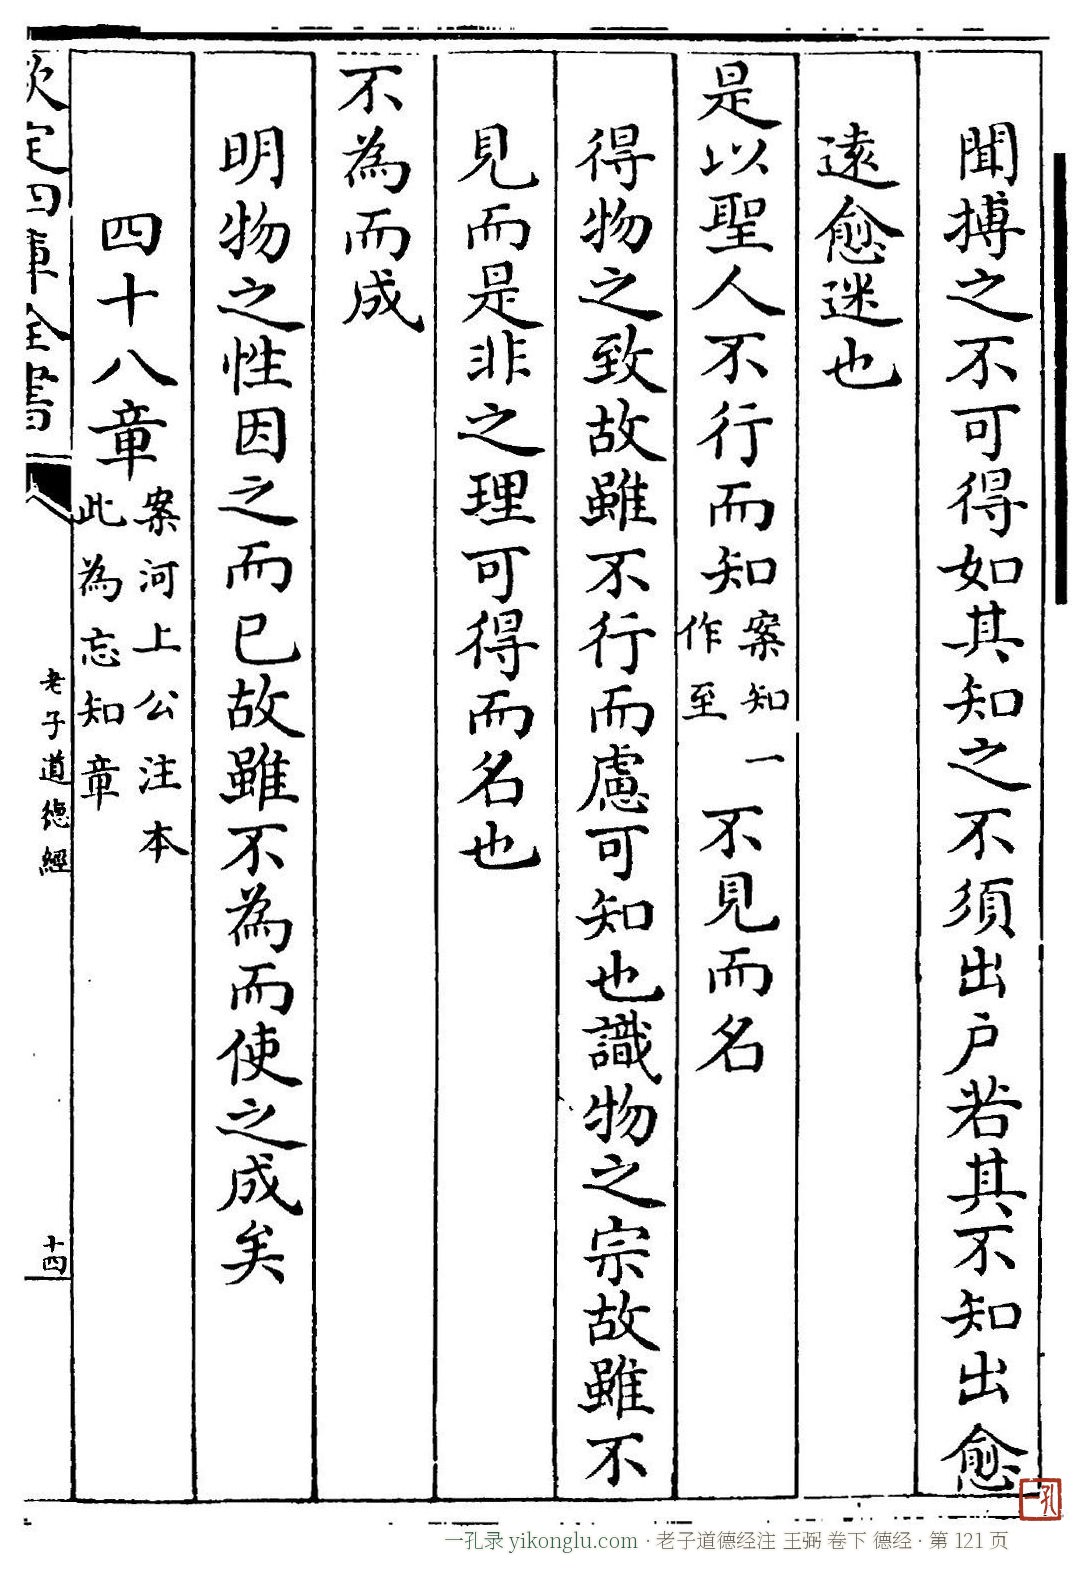 聞搏之不可得如其知之不須出户若其不知出愈
逺愈迷也
是以聖人不行而知案知一作至不見而名
得物之致故雖不行而慮可知也識物之宗故雖不
見而是非之理可得而名也
不為而成
明物之性因之而已故雖不為而使之成矣
四十八章案河上公注本此為忘知章
欽定四庫全書
老子道德經
十四
一孔
一孔录 yikonglu.com · 老子道德经注 王弼 卷下 德经 · 第 121 页